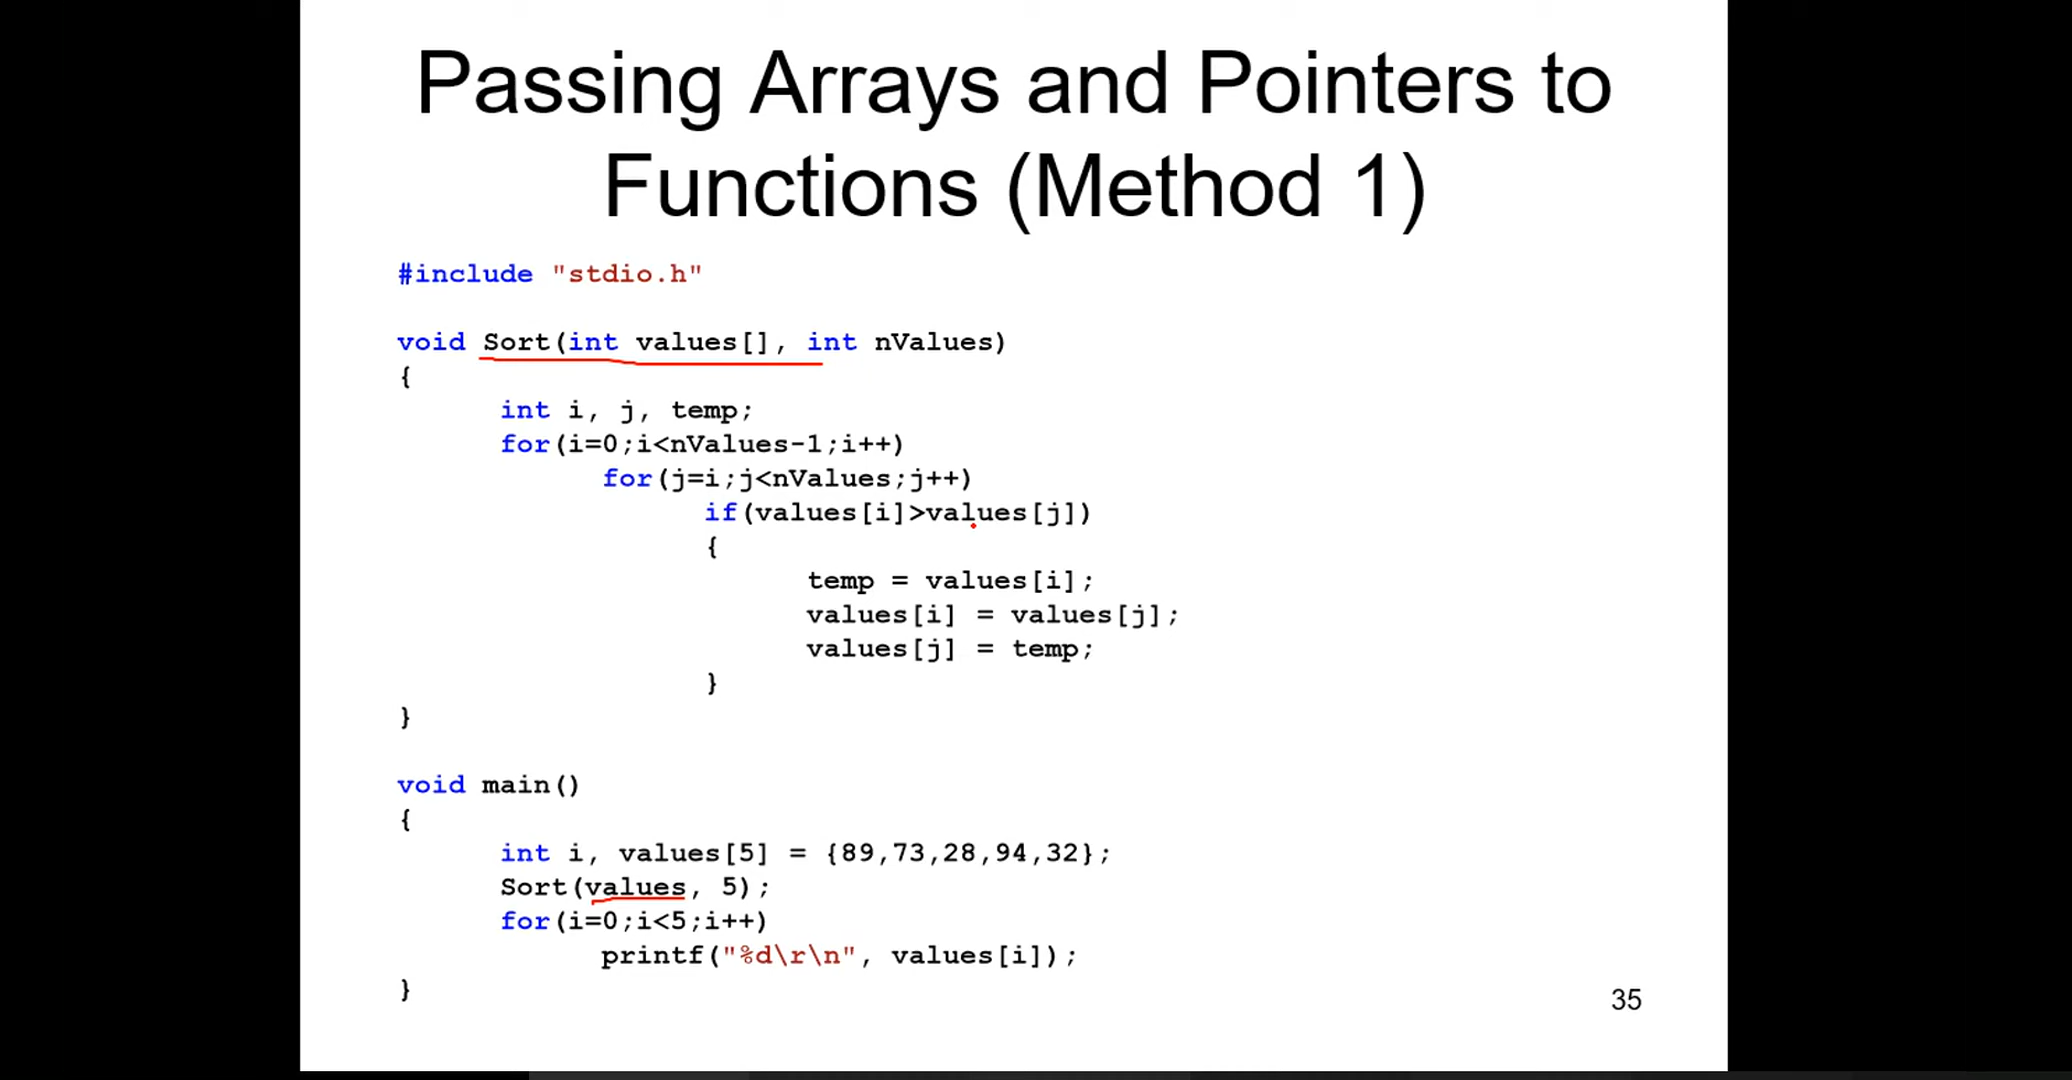 Passing Arrays and Pointers to
Functions (Method 1)
#include "stdio.h"
void Sort(int values[], int nValues)
{
int i, j, temp;
for(i=0;i<nValues-1;i++)
for(j=i;j<nValues;j++)
if(values[i]>values[j])
{
temp = values[i];
values[i] = values[j];
values[j] = temp;
}
}
void main()
{
int i, values[5] = {89,73,28,94,32};
Sort(values, 5);
for(i=0;i<5;i++)
printf("%d\r\n", values[i]);
}
35